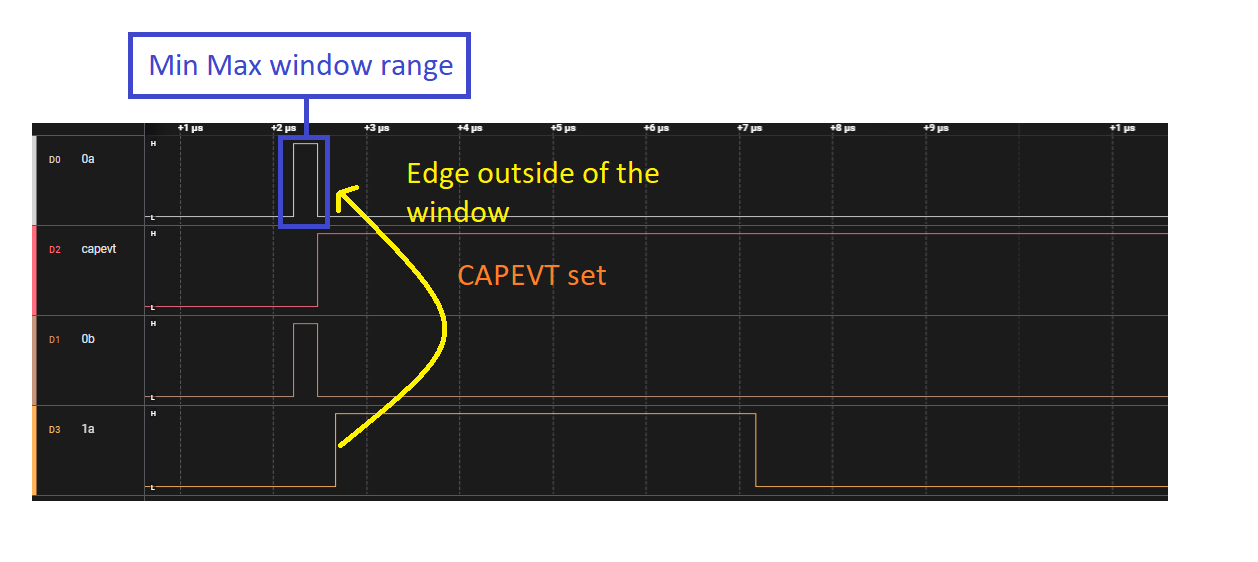 Min Max window range
+1 µs +2 µs +3 µs +4 µs +5 µs +6 µs +7 µs +8 µs +9 µs +1 µs
D0 0a H
Edge outside of the
window
L
D2 capevt H
CAPEVT set
L
D1 0b H
L
D3 1a H
L